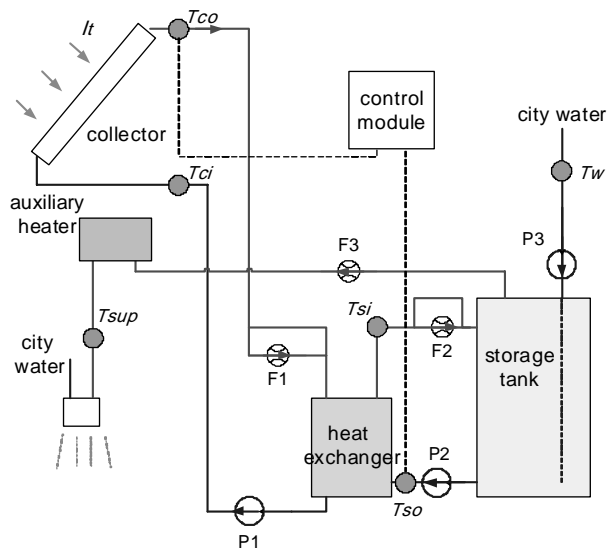 It
Tco
collector
control
module
city water
Tw
Tci
auxiliary
heater
F3
P3
Tsup
Tsi
city
water
F1
F2
storage
tank
heat
exchanger
P2
Tso
P1